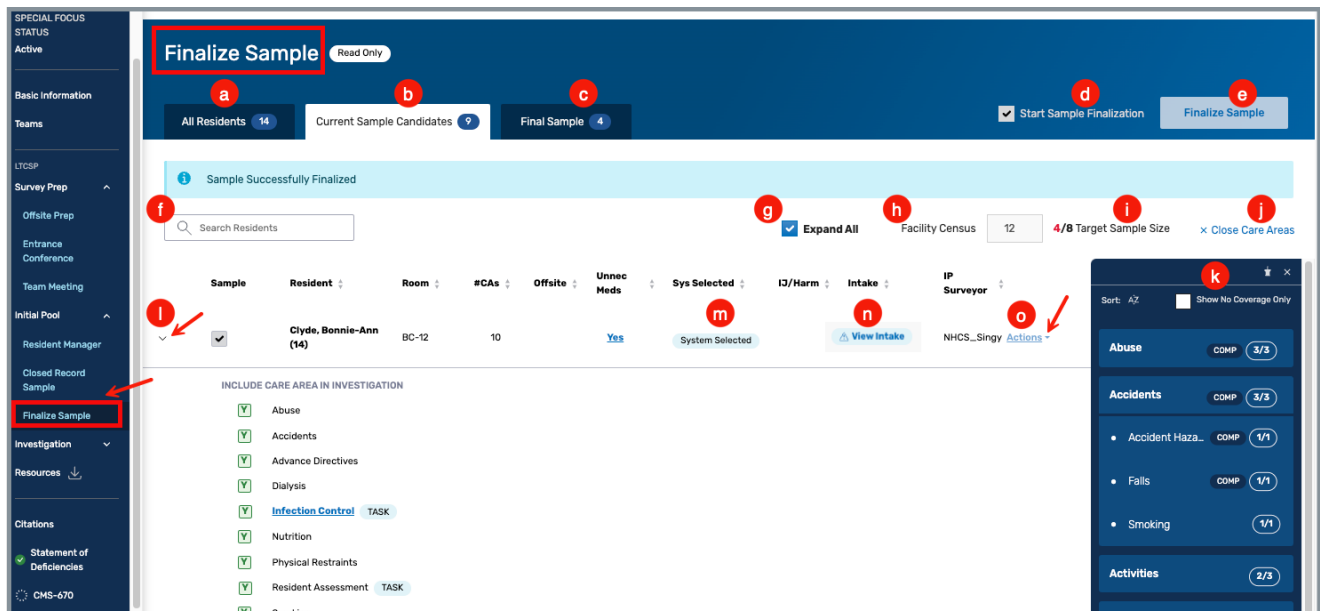 SPECIAL FOCUS
STATUS
Active
Basic Information
Teams
LTCSP
Survey Prep
Offsite Prep
Entrance
Conference
Team Meeting
Initial Pool
Resident Manager
Closed Record
Sample
Finalize Sample
Investigation
Resources
Citations
Statement of
Deficiencies
CMS-670
Finalize Sample Read Only
a b c d e
All Residents 14 Current Sample Candidates 9 Final Sample 4 Start Sample Finalization Finalize Sample
Sample Successfully Finalized
f g h i j
Search Residents Expand All Facility Census 12 4/8 Target Sample Size × Close Care Areas
Sample Resident Room #CAs Offsite Unnec Meds Sys Selected IJ/Harm Intake IP Surveyor
l m n o
Clyde, Bonnie-Ann
(14) BC-12 10 Yes System Selected View Intake NHCS_Singy Actions
INCLUDE CARE AREA IN INVESTIGATION
Y Abuse
Y Accidents
Y Advance Directives
Y Dialysis
Y Infection Control TASK
Y Nutrition
Y Physical Restraints
Y Resident Assessment TASK
k
×
Sort: AZ Show No Coverage Only
Abuse COMP 3/3
Accidents COMP 3/3
Accident Haza... COMP 1/1
Falls COMP 1/1
Smoking 1/1
Activities 2/3